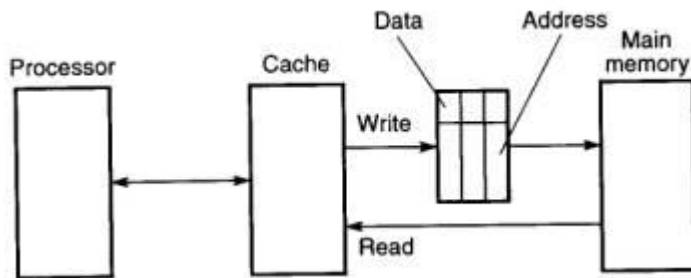 Processor
Cache
Data
Address
Main
memory
Write
Read